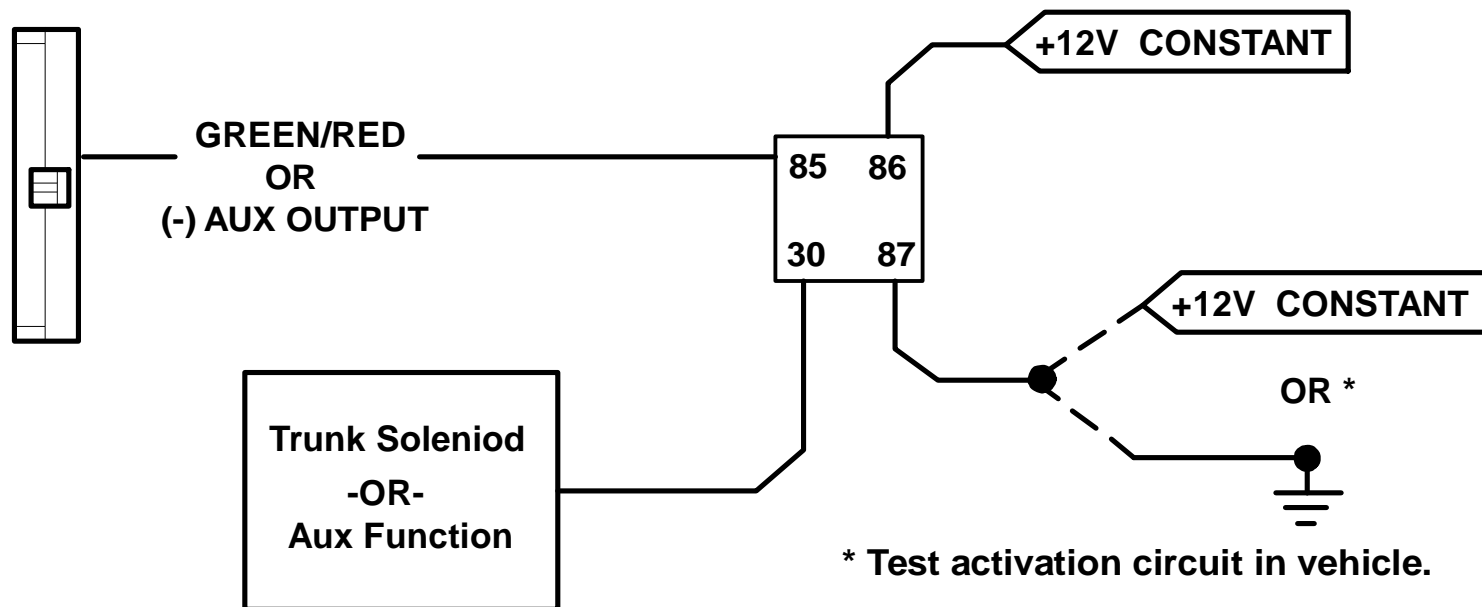 +12V CONSTANT
GREEN/RED
OR
(-) AUX OUTPUT
85 86
30 87
+12V CONSTANT
OR *
Trunk Soleniod
-OR-
Aux Function
* Test activation circuit in vehicle.